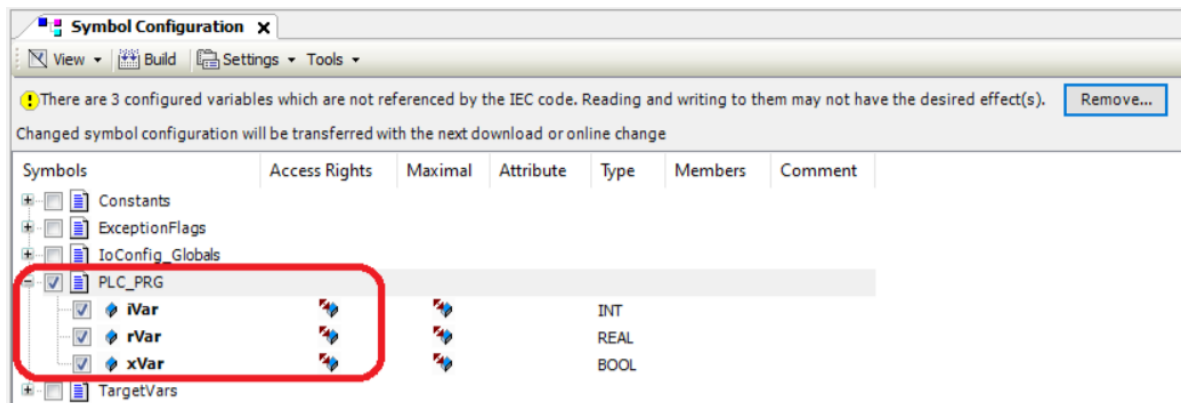 Symbol Configuration X
View Build Settings Tools
There are 3 configured variables which are not referenced by the IEC code. Reading and writing to them may not have the desired effect(s). Remove...
Changed symbol configuration will be transferred with the next download or online change
Symbols Access Rights Maximal Attribute Type Members Comment
Constants
ExceptionFlags
IoConfig_Globals
PLC_PRG
iVar INT
rVar REAL
xVar BOOL
TargetVars